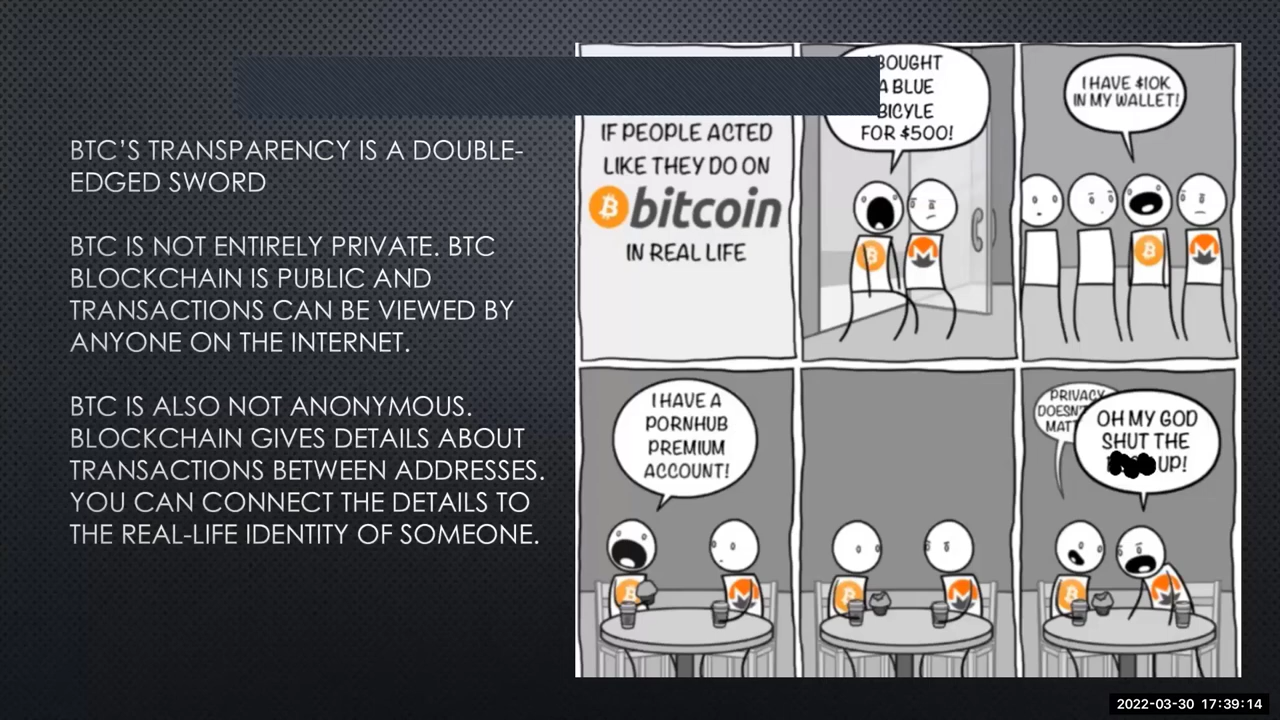 BTC'S TRANSPARENCY IS A DOUBLE-
EDGED SWORD
BTC IS NOT ENTIRELY PRIVATE. BTC
BLOCKCHAIN IS PUBLIC AND
TRANSACTIONS CAN BE VIEWED BY
ANYONE ON THE INTERNET.
BTC IS ALSO NOT ANONYMOUS.
BLOCKCHAIN GIVES DETAILS ABOUT
TRANSACTIONS BETWEEN ADDRESSES.
YOU CAN CONNECT THE DETAILS TO
THE REAL-LIFE IDENTITY OF SOMEONE.
IF PEOPLE ACTED
LIKE THEY DO ON
bitcoin
IN REAL LIFE
BOUGHT
A BLUE
BICYLE
FOR $500!
I HAVE $10K
IN MY WALLET!
I HAVE A
PORNHUB
PREMIUM
ACCOUNT!
PRIVACY
OH MY GOD
SHUT THE
UP!
2022-03-30 17:39:14